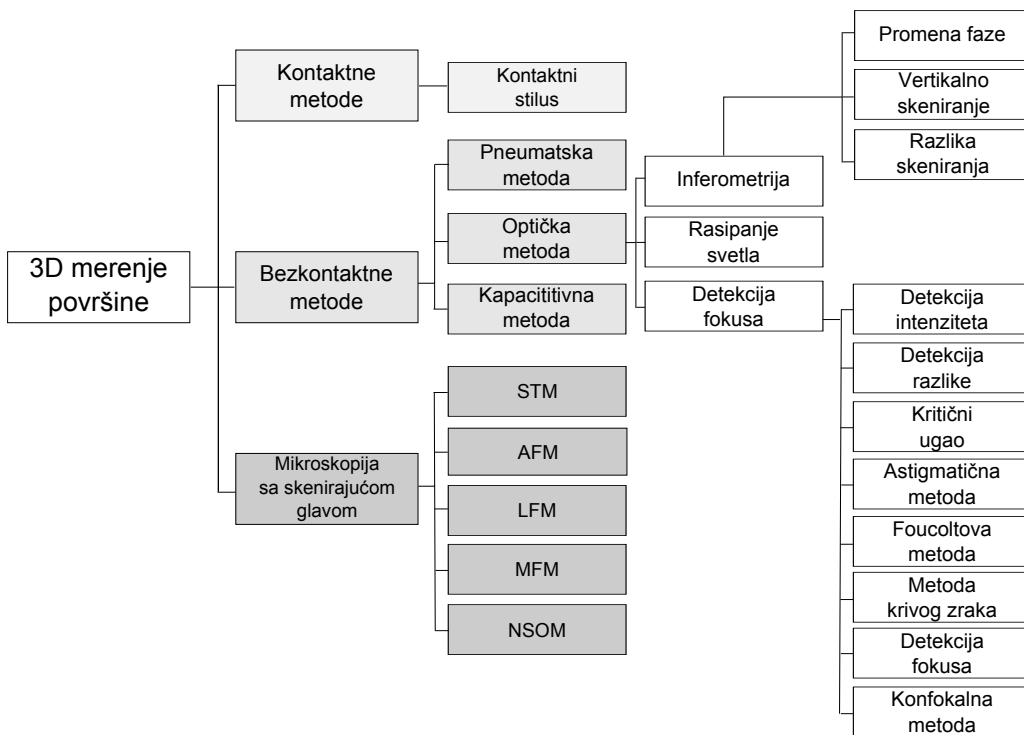 3D merenje
površine
Kontaktne
metode
Kontaktni
stilus
Bezkontaktne
metode
Pneumatska
metoda
Optička
metoda
Kapacititivna
metoda
Inferometrija
Promena faze
Vertikalno
skeniranje
Razlika
skeniranja
Rasipanje
svetla
Detekcija
fokusa
Detekcija
intenziteta
Detekcija
razlike
Kritični
ugao
Astigmatična
metoda
Foucoltova
metoda
Metoda
krivog zraka
Detekcija
fokusa
Konfokalna
metoda
Mikroskopija
sa skenirajućom
glavom
STM
AFM
LFM
MFM
NSOM